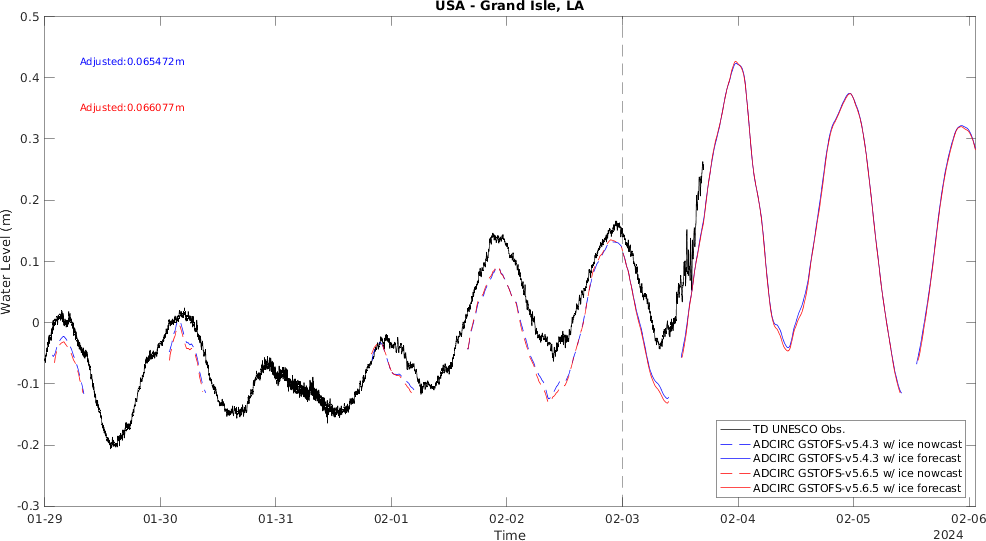 USA - Grand Isle, LA
0.5
Adjusted:0.065472m
0.4
Adjusted:0.066077m
0.3
0.2
0.1
0
-0.1
-0.2
-0.3
Water Level (m)
TD UNESCO Obs.
ADCIRC GSTOFS-v5.4.3 w/ ice nowcast
ADCIRC GSTOFS-v5.4.3 w/ ice forecast
ADCIRC GSTOFS-v5.6.5 w/ ice nowcast
ADCIRC GSTOFS-v5.6.5 w/ ice forecast
01-29 01-30 01-31 02-01 02-02 02-03 02-04 02-05 02-06
Time 2024